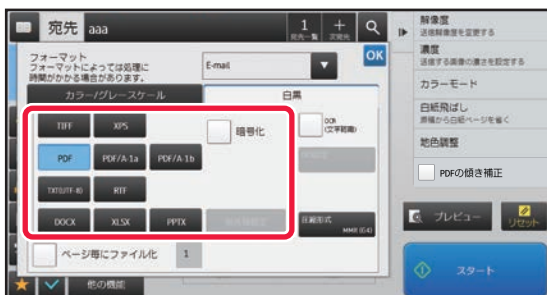 宛先 aaa
1
宛先一覧
+
次宛先
フォーマット
フォーマットによっては処理に
時間がかかる場合があります。
E-mail
OK
カラー/グレースケール
白黒
TIFF XPS
暗号化
OCR
(文字認識)
PDF PDF/A-1a PDF/A-1b
TXT(UTF-8) RTF
DOCX XLSX PPTX
圧縮形式
MMR (G4)
ページ毎にファイル化 1
他の機能
解像度
送信解像度を変更する
濃度
送信する画像の濃さを設定する
カラーモード
白紙飛ばし
原稿から白紙ページを省く
地色調整
PDFの傾き補正
プレビュー
リセット
スタート